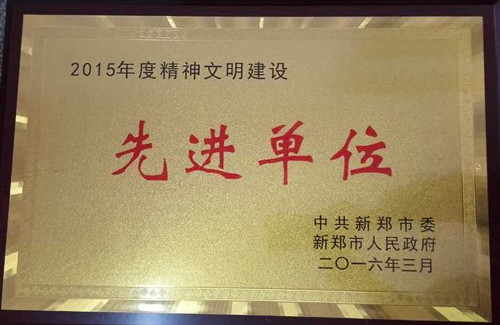 2015年度精神文明建设
先进单位
中共新郑市委
新郑市人民政府
二〇一六年三月